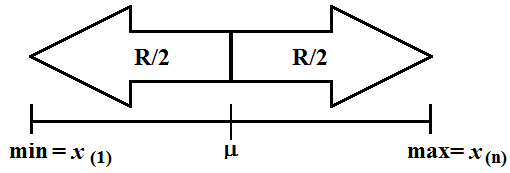 R/2 R/2
min = x (1) μ max= x (n)